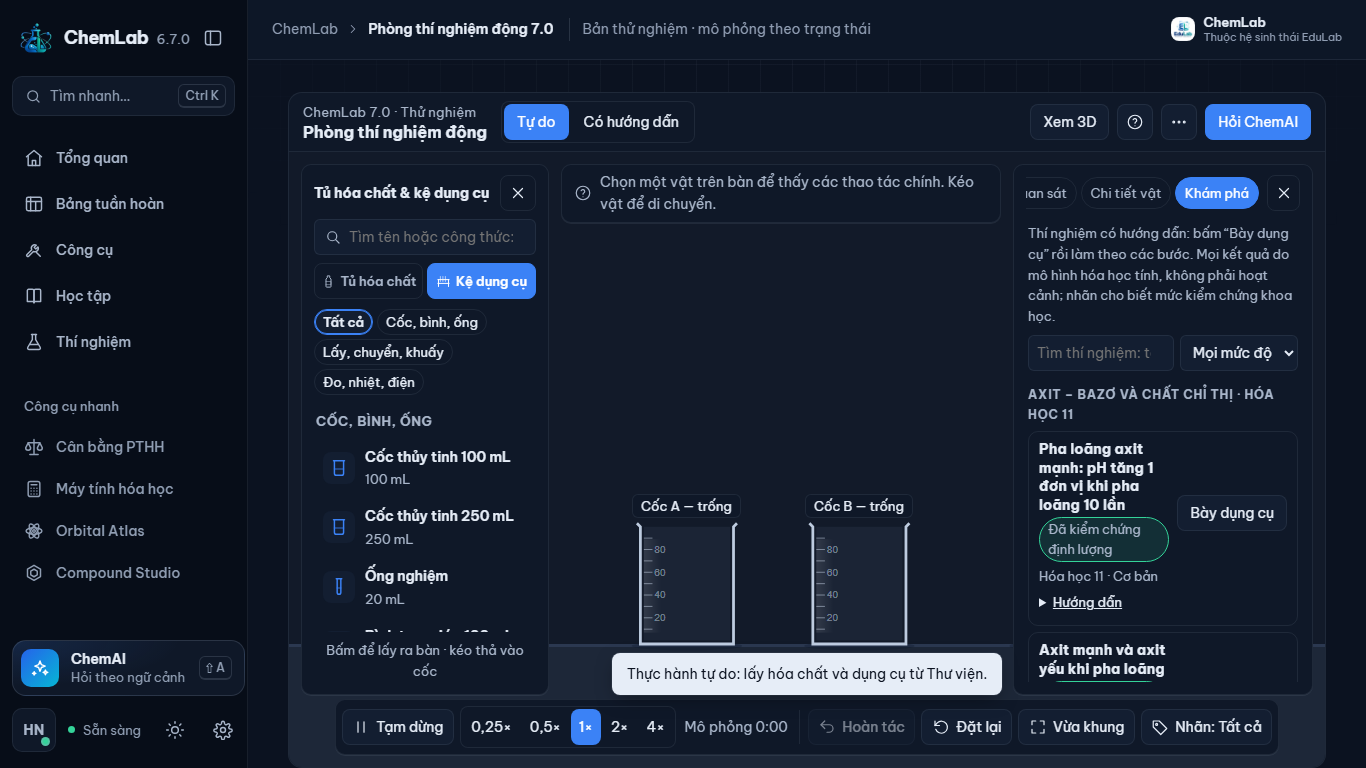 ChemLab 6.7.0
Tìm nhanh... Ctrl K
Tổng quan
Bảng tuần hoàn
Công cụ
Học tập
Thí nghiệm
Công cụ nhanh
Cân bằng PTHH
Máy tính hóa học
Orbital Atlas
Compound Studio
ChemAI
Hỏi theo ngữ cảnh
⇧ A
HN
Sẵn sàng
ChemLab > Phòng thí nghiệm động 7.0 Bản thử nghiệm · mô phỏng theo trạng thái
ChemLab
Thuộc hệ sinh thái EduLab
ChemLab 7.0 · Thử nghiệm
Phòng thí nghiệm động
Tự do
Có hướng dẫn
Xem 3D
Hỏi ChemAI
Tủ hóa chất & kệ dụng cụ
Tìm tên hoặc công thức:
Tủ hóa chất
Kệ dụng cụ
Tất cả
Cốc, bình, ống
Lấy, chuyển, khuấy
Đo, nhiệt, điện
CỐC, BÌNH, ỐNG
Cốc thủy tinh 100 mL
100 mL
Cốc thủy tinh 250 mL
250 mL
Ống nghiệm
20 mL
Bấm để lấy ra bàn · kéo thả vào
cốc
Chọn một vật trên bàn để thấy các thao tác chính. Kéo
vật để di chuyển.
Cốc A — trống
80
60
40
20
Cốc B — trống
80
60
40
20
Thực hành tự do: lấy hóa chất và dụng cụ từ Thư viện.
uan sát
Chi tiết vật
Khám phá
Thí nghiệm có hướng dẫn: bấm “Bày dụng
cụ” rồi làm theo các bước. Mọi kết quả do
mô hình hóa học tính, không phải hoạt
cảnh; nhãn cho biết mức kiểm chứng khoa
học.
Tìm thí nghiệm: t
Mọi mức độ
AXIT – BAZƠ VÀ CHẤT CHỈ THỊ · HÓA
HỌC 11
Pha loãng axit
mạnh: pH tăng 1
đơn vị khi pha
loãng 10 lần
Đã kiểm chứng
định lượng
Hóa học 11 · Cơ bản
Hướng dẫn
Bày dụng cụ
Axit mạnh và axit
yếu khi pha loãng
Tạm dừng
0,25×
0,5×
1×
2×
4×
Mô phỏng 0:00
Hoàn tác
Đặt lại
Vừa khung
Nhãn: Tất cả